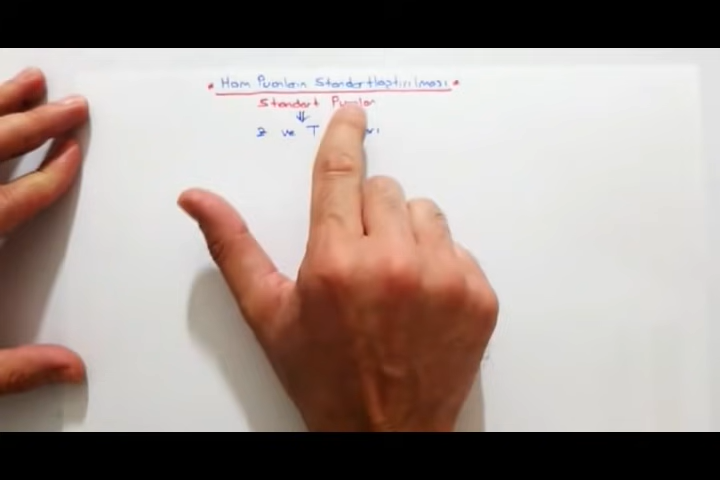 * Ham Puanların Standartlaştırılması *
Standart Puanlar
z ve T